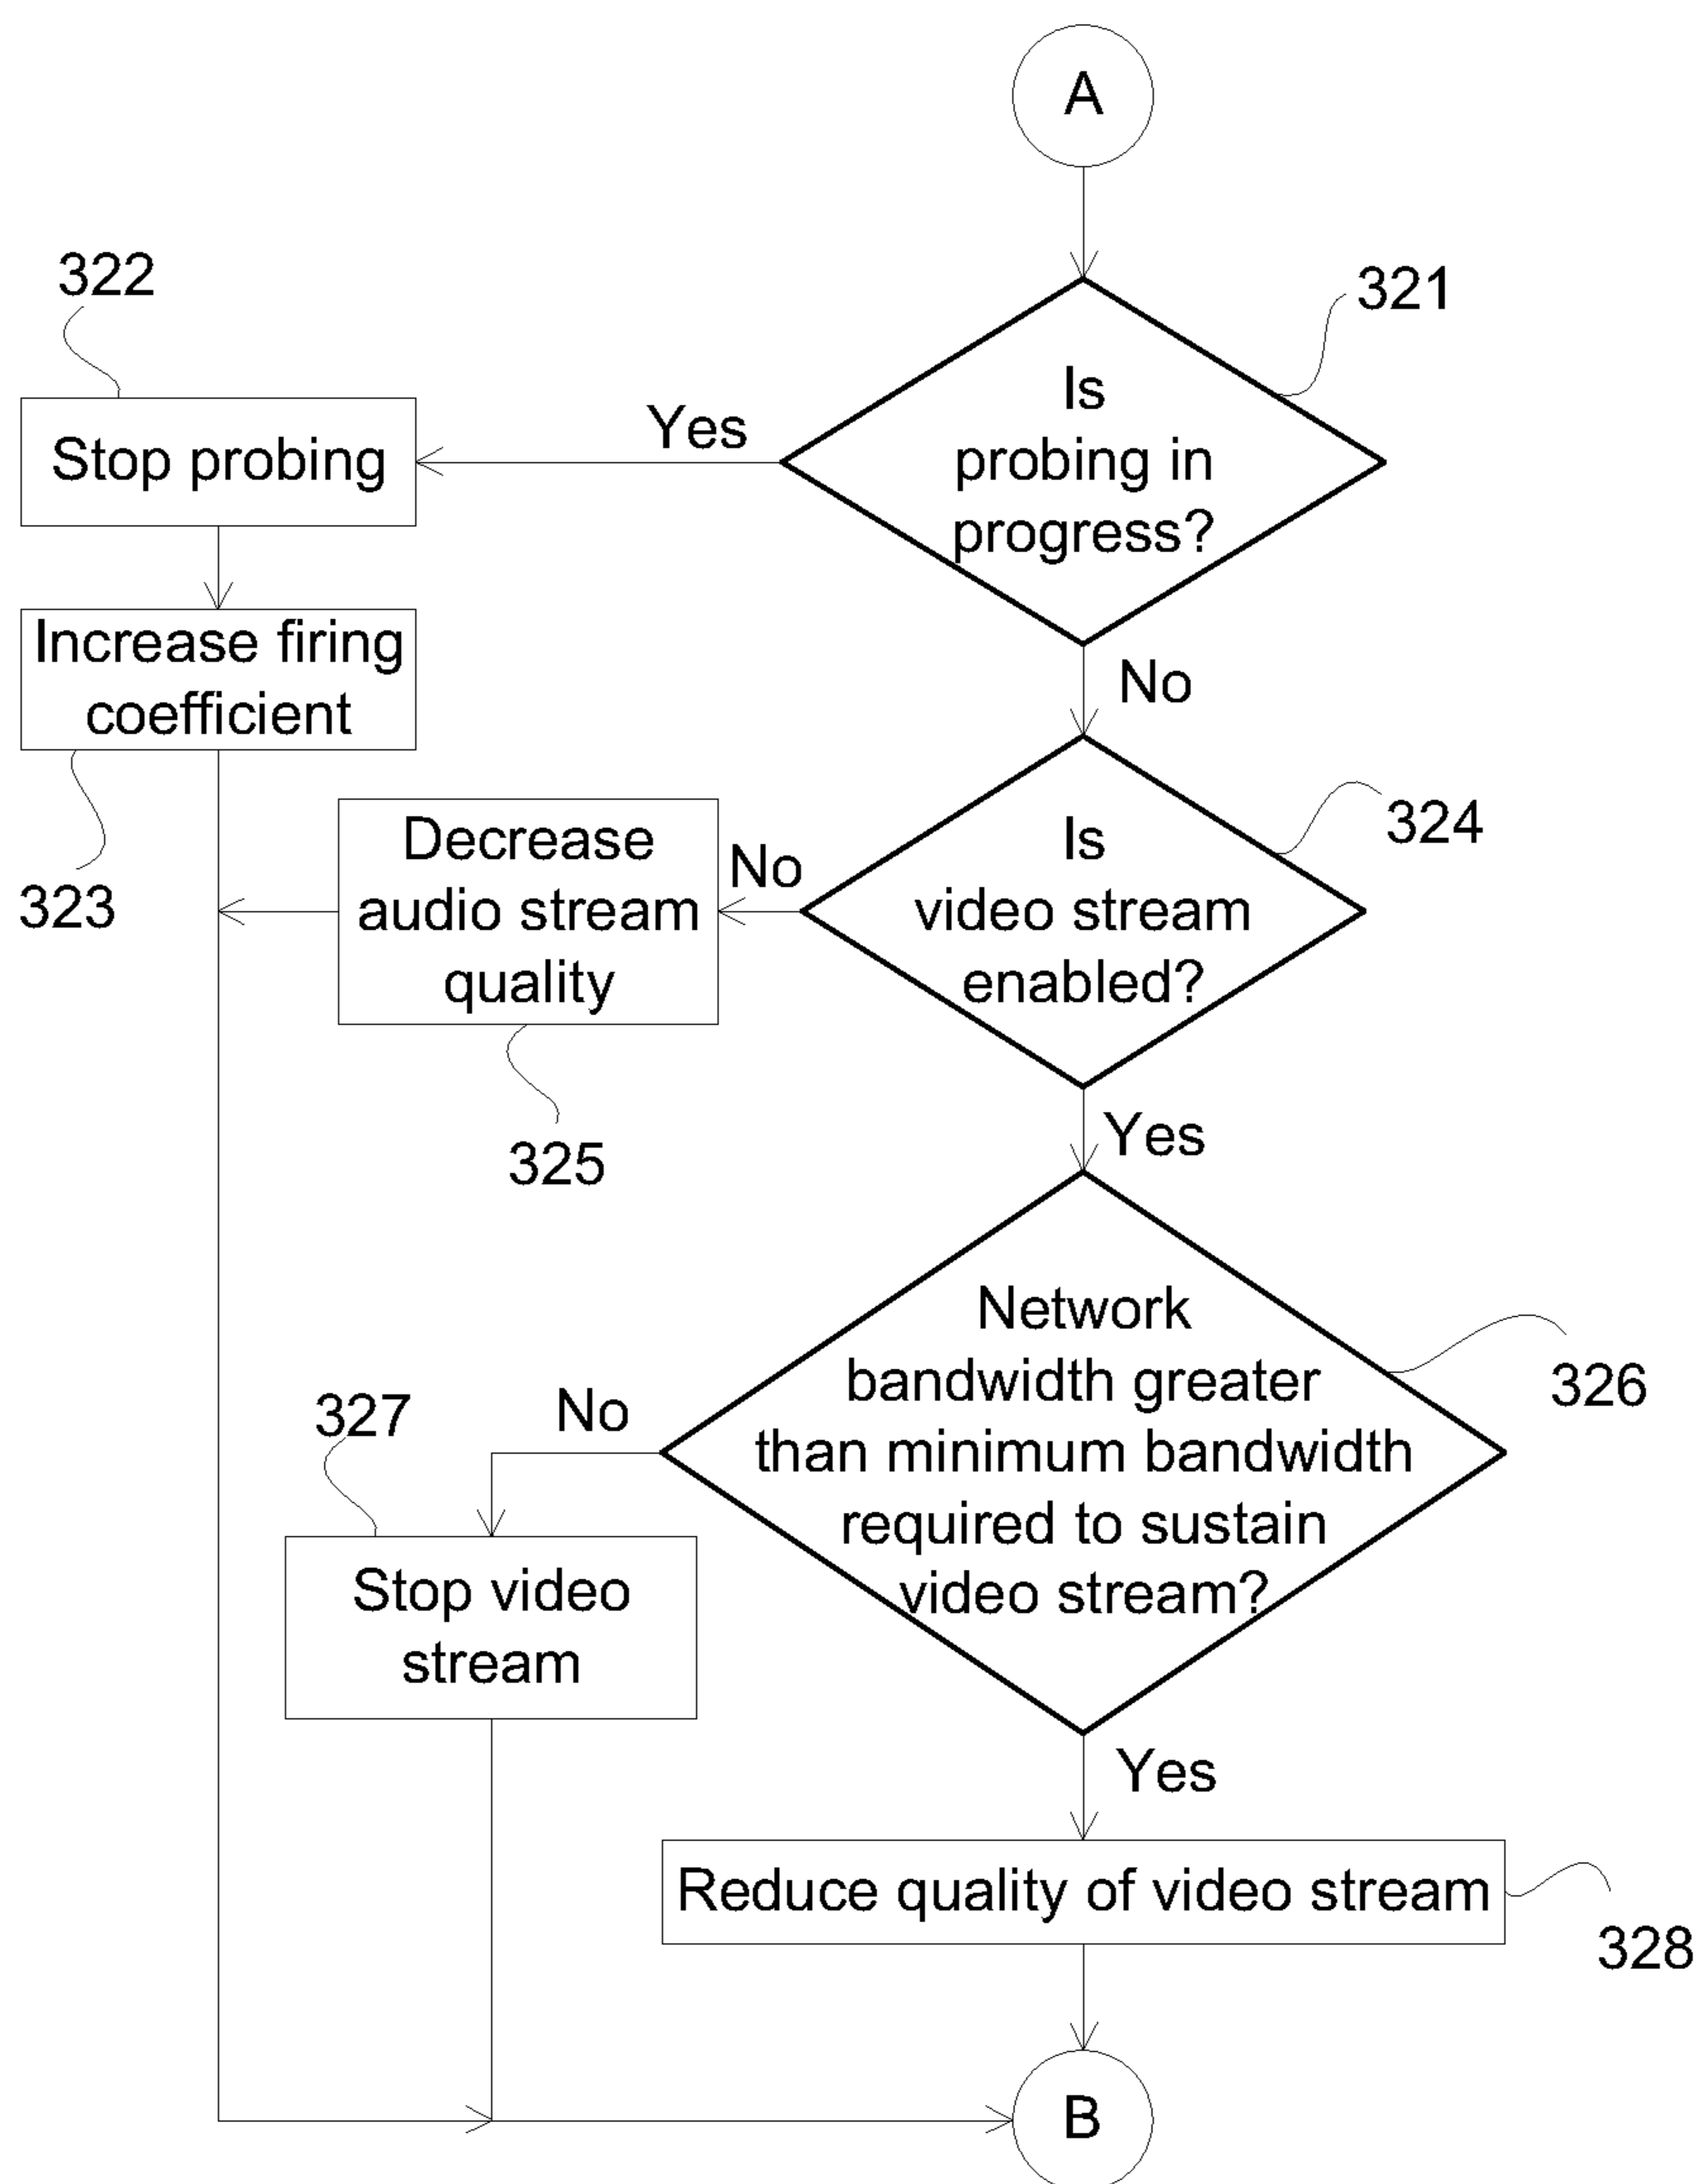 A
322
321
Is
probing in
progress?
Yes
Stop probing
Increase firing
coefficient
No
323
324
Is
video stream
enabled?
No
Decrease
audio stream
quality
325
Yes
Network
bandwidth greater
than minimum bandwidth
required to sustain
video stream?
326
No
327
Stop video
stream
Yes
Reduce quality of video stream
328
B